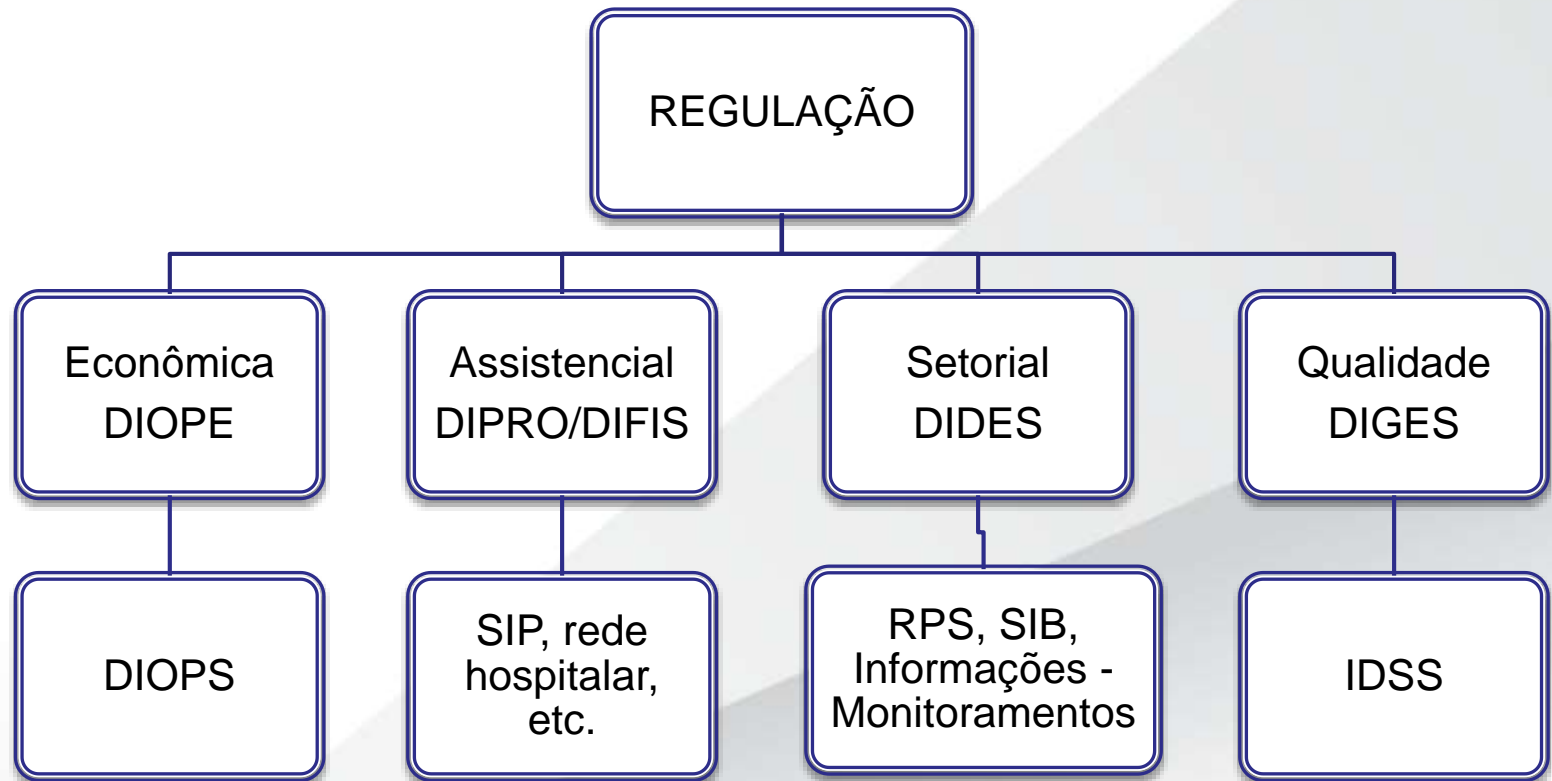 REGULAÇÃO
Econômica
DIOPE
Assistencial
DIPRO/DIFIS
Setorial
DIDES
Qualidade
DIGES
DIOPS
SIP, rede
hospitalar,
etc.
RPS, SIB,
Informações -
Monitoramentos
IDSS